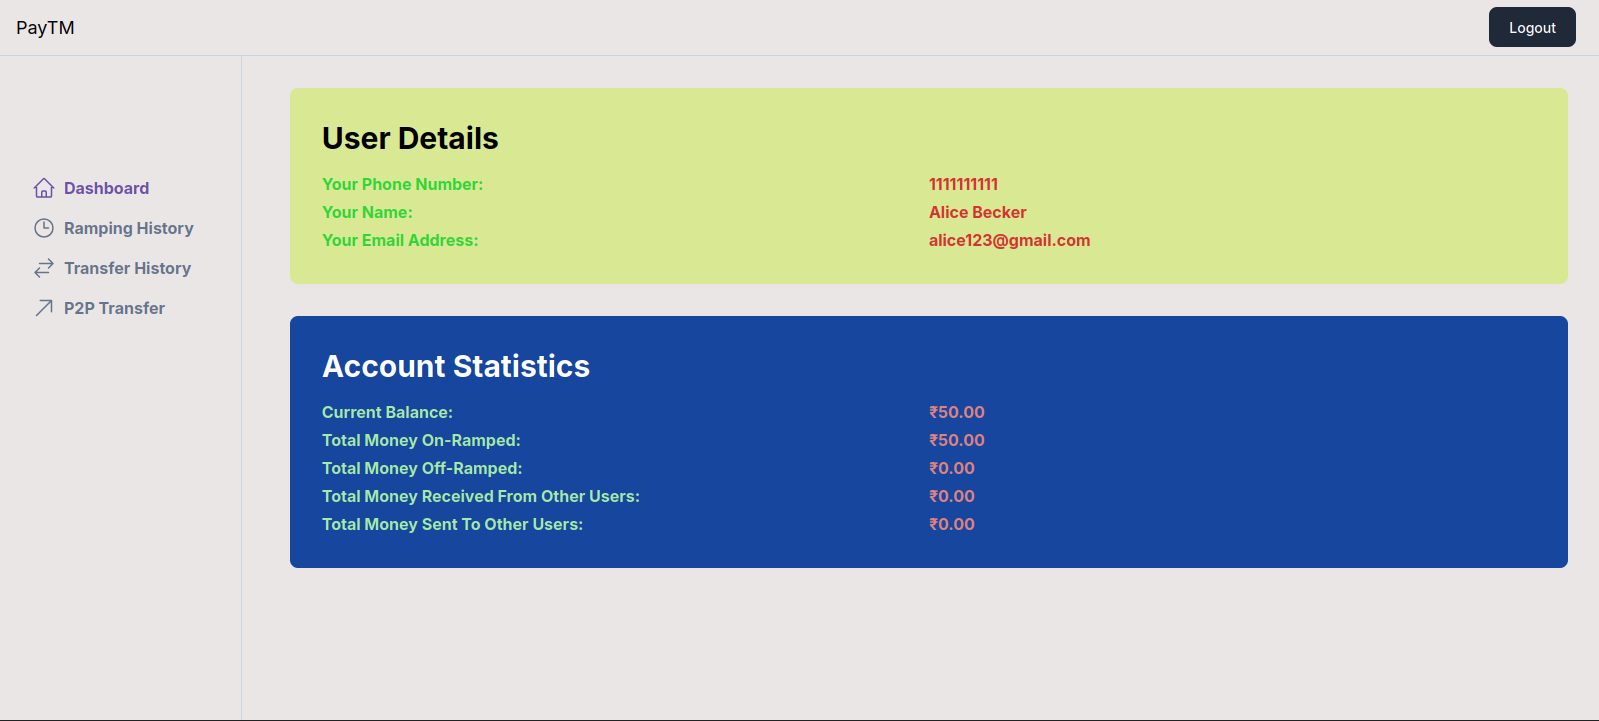 PayTM
Logout
Dashboard
Ramping History
Transfer History
P2P Transfer
User Details
Your Phone Number: 1111111111
Your Name: Alice Becker
Your Email Address: alice123@gmail.com
Account Statistics
Current Balance: ₹50.00
Total Money On-Ramped: ₹50.00
Total Money Off-Ramped: ₹0.00
Total Money Received From Other Users: ₹0.00
Total Money Sent To Other Users: ₹0.00